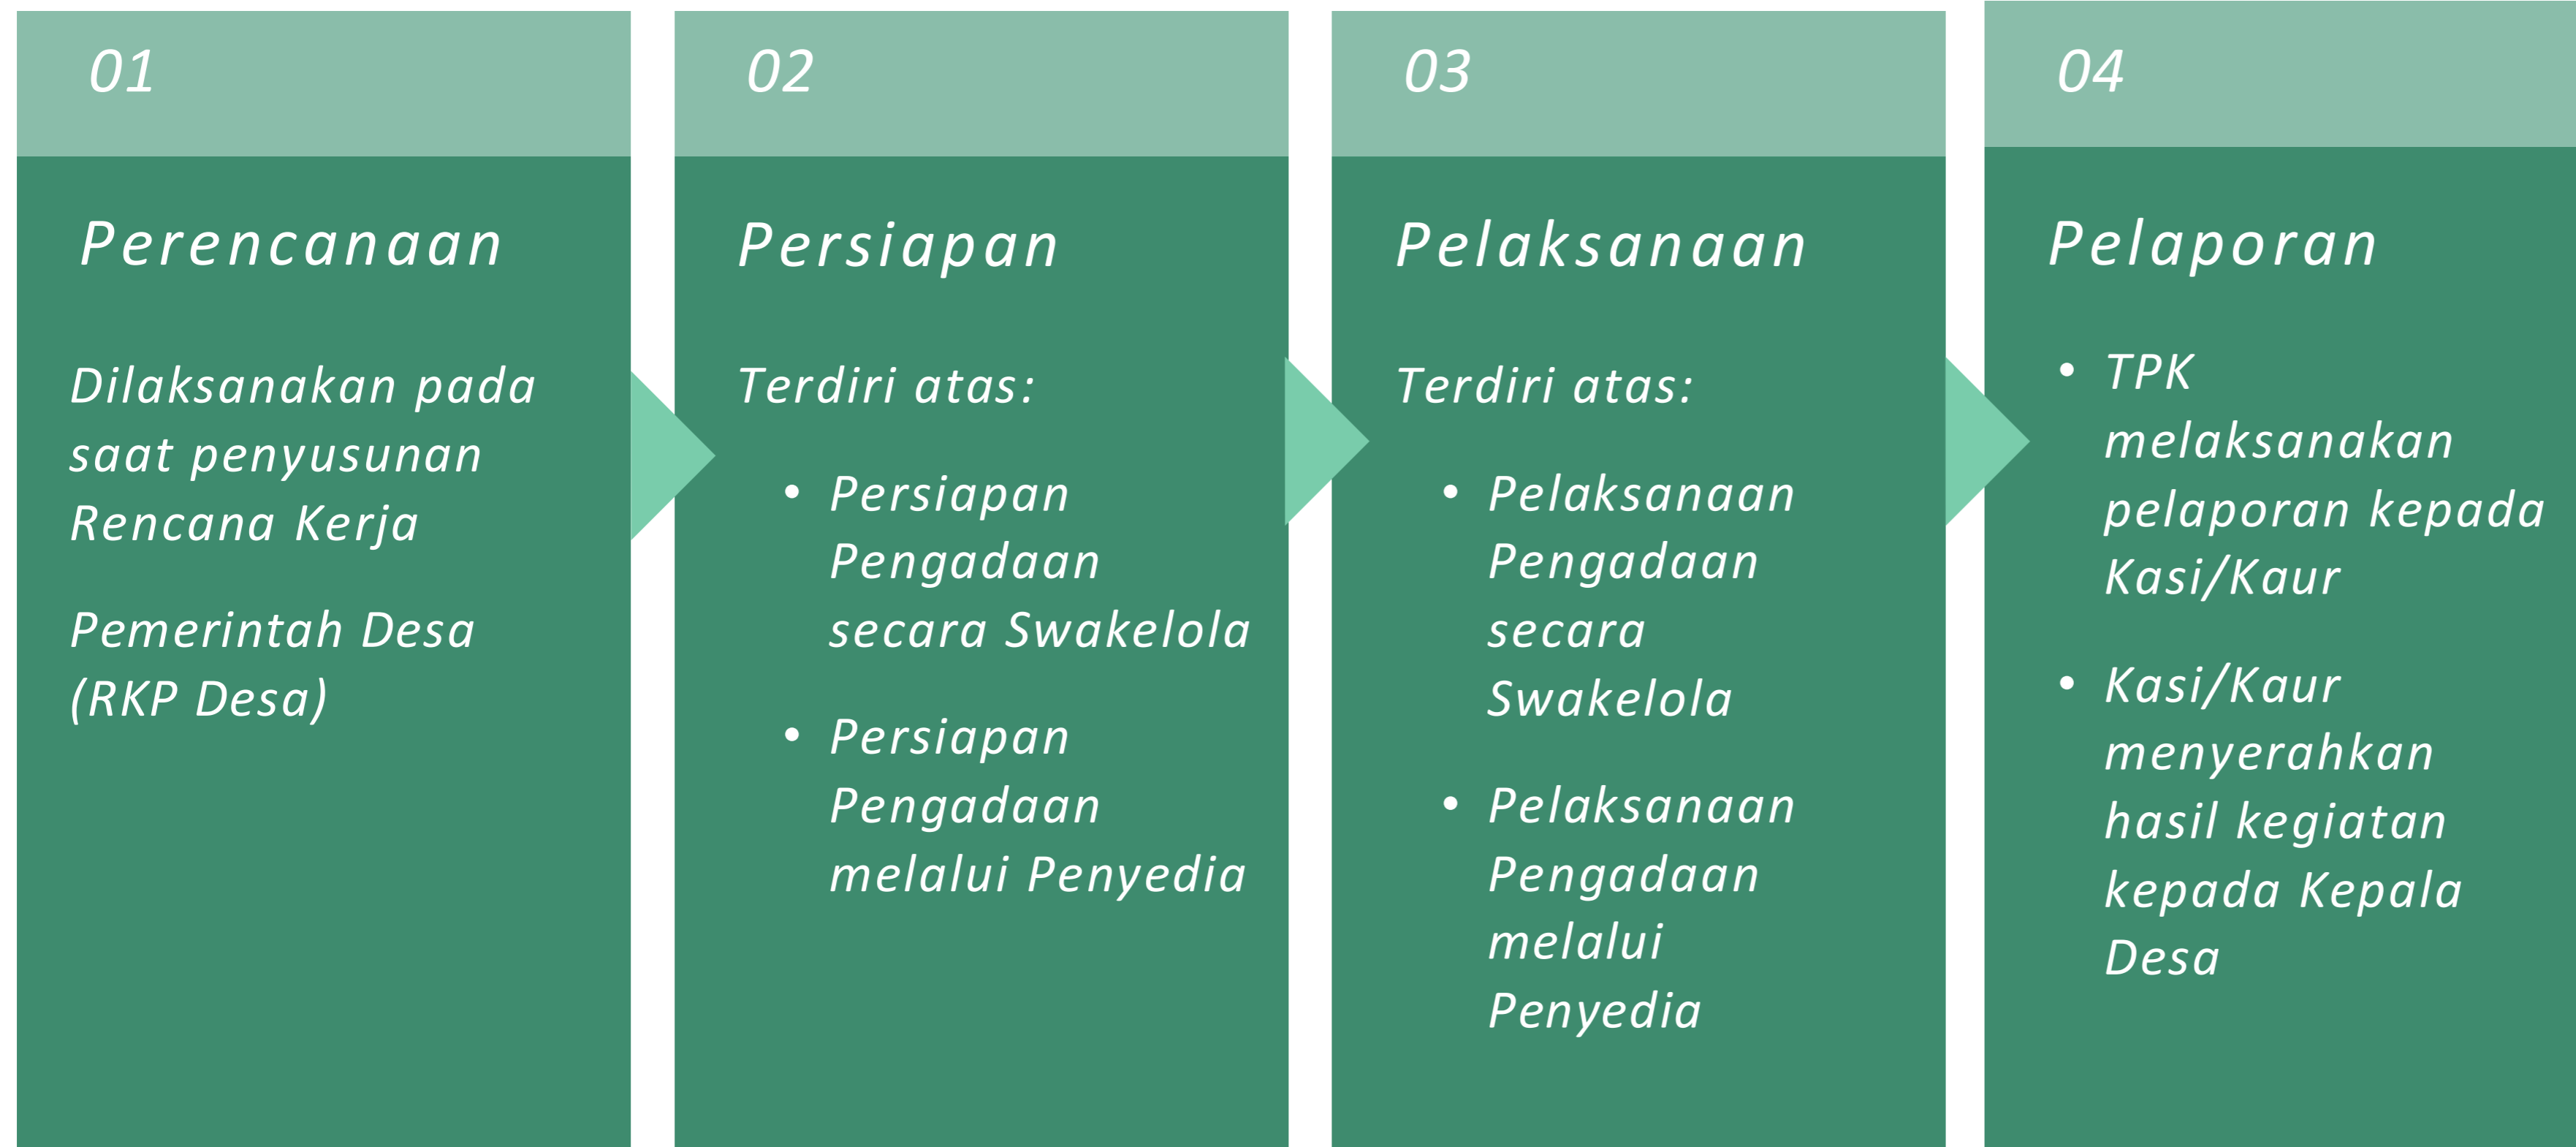 01
Perencanaan
Dilaksanakan pada
saat penyusunan
Rencana Kerja
Pemerintah Desa
(RKP Desa)
02
Persiapan
Terdiri atas:
• Persiapan
Pengadaan
secara Swakelola
• Persiapan
Pengadaan
melalui Penyedia
03
Pelaksanaan
Terdiri atas:
• Pelaksanaan
Pengadaan
secara
Swakelola
• Pelaksanaan
Pengadaan
melalui
Penyedia
04
Pelaporan
• TPK
melaksanakan
pelaporan kepada
Kasi/Kaur
• Kasi/Kaur
menyerahkan
hasil kegiatan
kepada Kepala
Desa